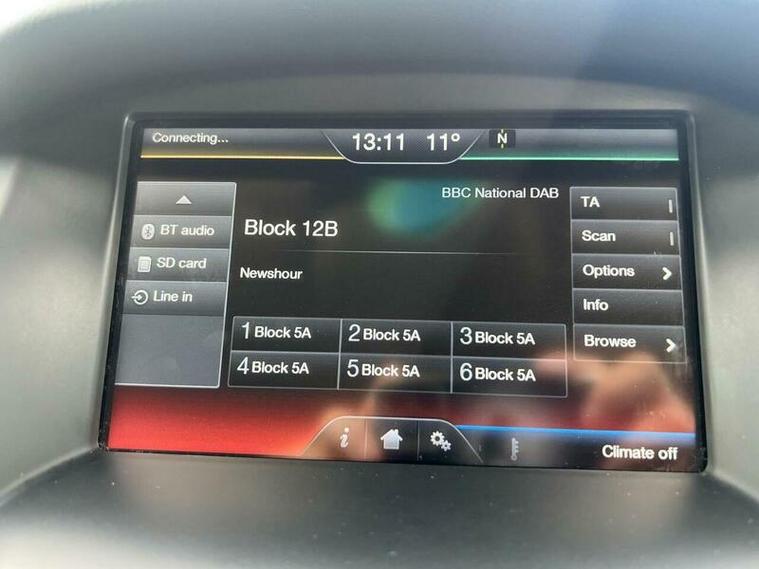 Connecting...
13:11 11° N
BBC National DAB
BT audio
SD card
Line in
Block 12B
Newshour
1 Block 5A 2 Block 5A 3 Block 5A
4 Block 5A 5 Block 5A 6 Block 5A
TA
Scan
Options
Info
Browse
i
Climate off